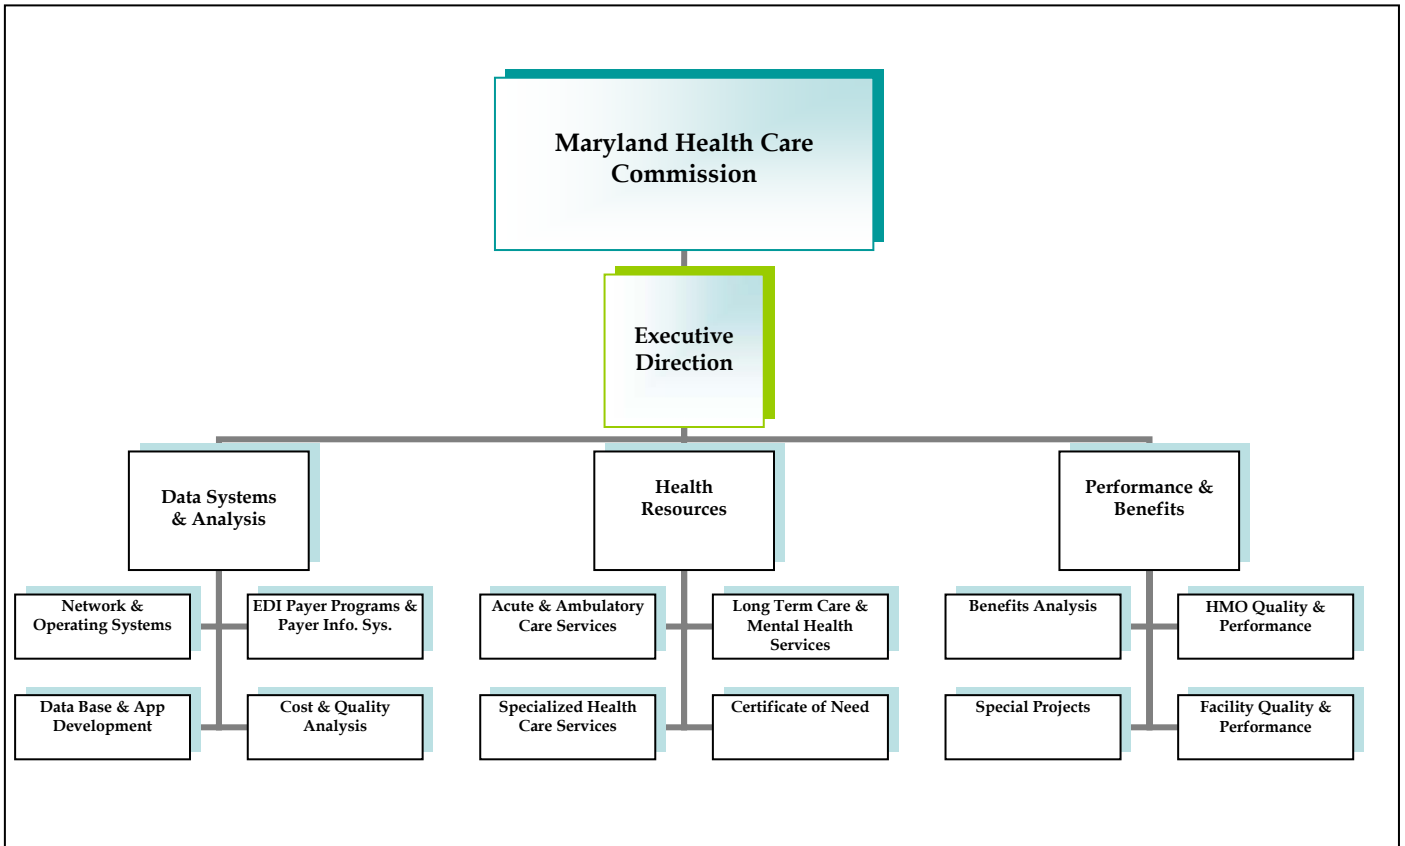 Maryland Health Care
Commission
Executive
Direction
Data Systems
& Analysis
Health
Resources
Performance &
Benefits
Network &
Operating Systems
EDI Payer Programs &
Payer Info. Sys.
Acute & Ambulatory
Care Services
Long Term Care &
Mental Health
Services
Benefits Analysis
HMO Quality &
Performance
Data Base & App
Development
Cost & Quality
Analysis
Specialized Health
Care Services
Certificate of Need
Special Projects
Facility Quality &
Performance